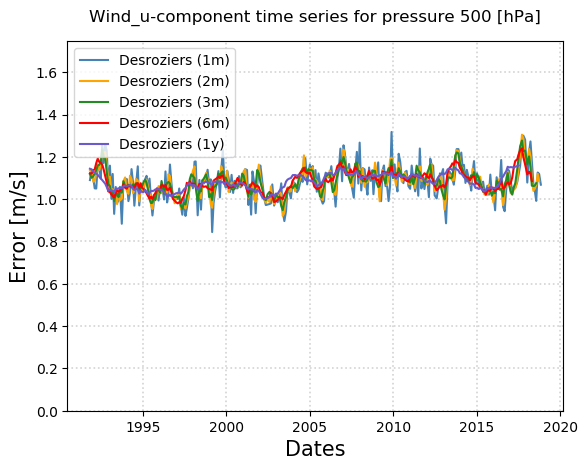 Wind_u-component time series for pressure 500 [hPa]
Desroziers (1m)
Desroziers (2m)
Desroziers (3m)
Desroziers (6m)
Desroziers (1y)
Error [m/s]
1.6
1.4
1.2
1.0
0.8
0.6
0.4
0.2
0.0
1995 2000 2005 2010 2015 2020
Dates